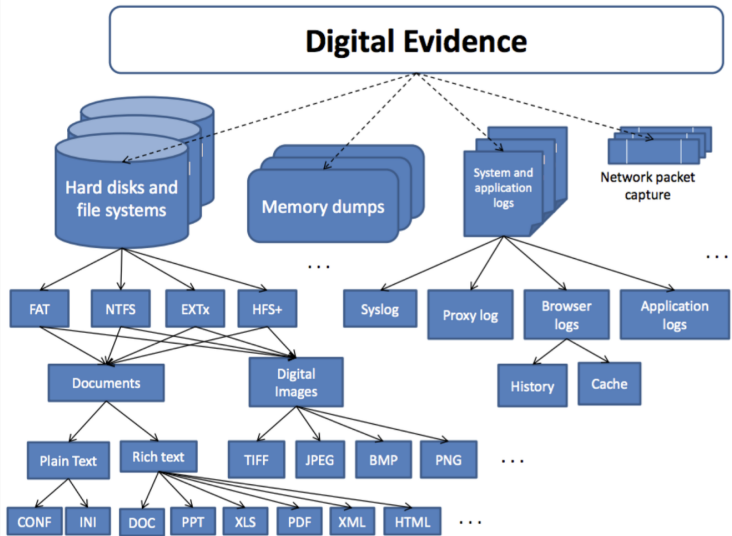 Digital Evidence
Hard disks and
file systems
Memory dumps
System and
application
logs
Network packet
capture
...
...
FAT
NTFS
EXTx
HFS+
Syslog
Proxy log
Browser
logs
Application
logs
Documents
Digital
Images
History
Cache
Plain Text
Rich text
TIFF
JPEG
BMP
PNG
...
CONF
INI
DOC
PPT
XLS
PDF
XML
HTML
...